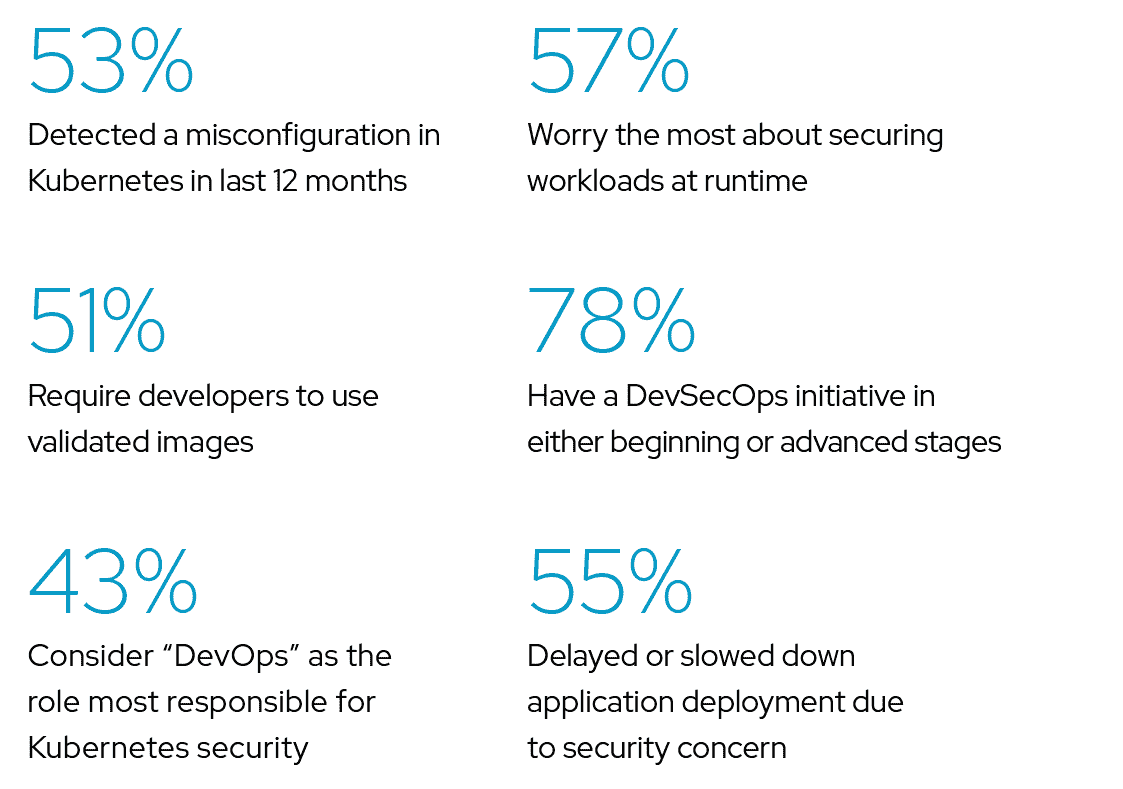 53%
Detected a misconfiguration in
Kubernetes in last 12 months
57%
Worry the most about securing
workloads at runtime
51%
Require developers to use
validated images
78%
Have a DevSecOps initiative in
either beginning or advanced stages
43%
Consider “DevOps” as the
role most responsible for
Kubernetes security
55%
Delayed or slowed down
application deployment due
to security concern